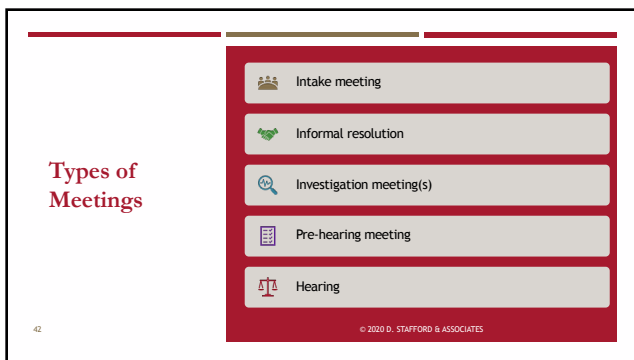 Types of
Meetings
Intake meeting
Informal resolution
Investigation meeting(s)
Pre-hearing meeting
Hearing
42
© 2020 D. STAFFORD & ASSOCIATES